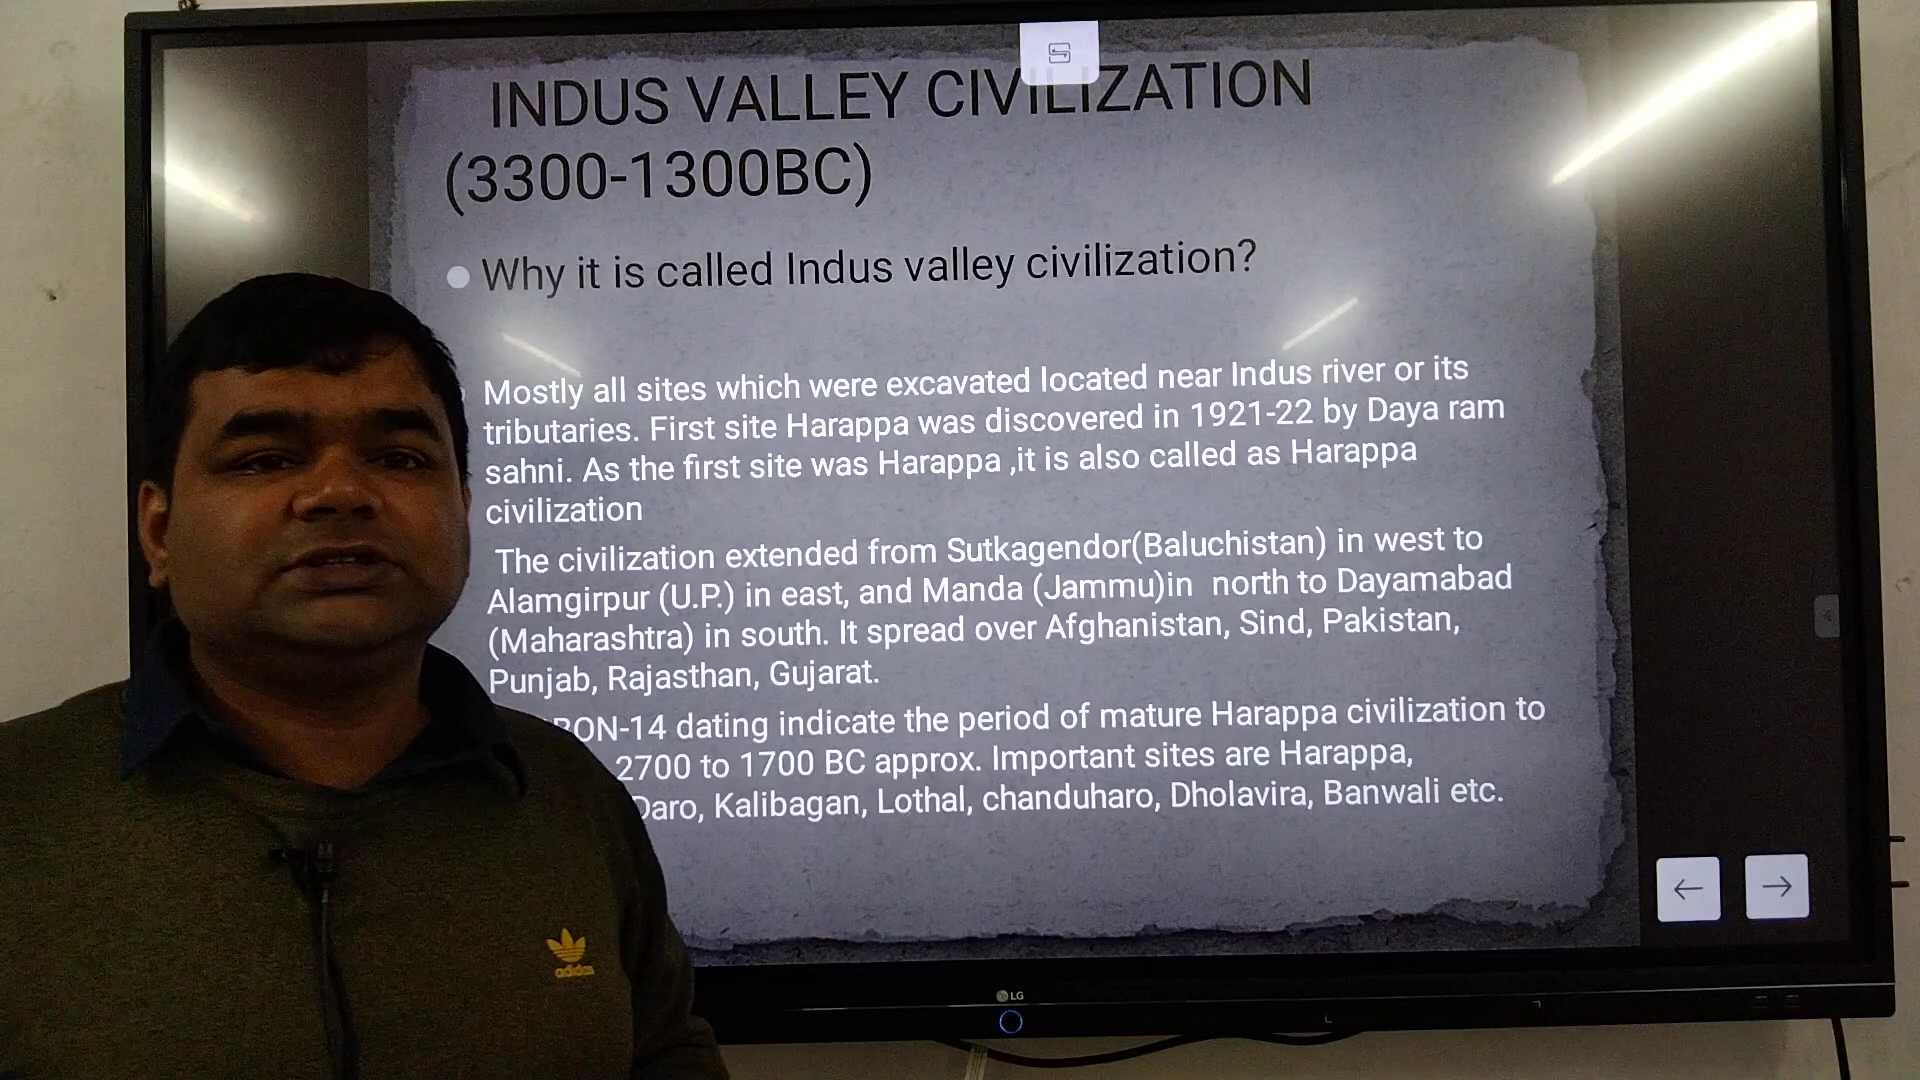 INDUS VALLEY CIVILIZATION
(3300-1300BC)
Why it is called Indus valley civilization?
Mostly all sites which were excavated located near Indus river or its
tributaries. First site Harappa was discovered in 1921-22 by Daya ram
sahni. As the first site was Harappa ,it is also called as Harappa
civilization
The civilization extended from Sutkagendor(Baluchistan) in west to
Alamgirpur (U.P.) in east, and Manda (Jammu)in north to Dayamabad
(Maharashtra) in south. It spread over Afghanistan, Sind, Pakistan,
Punjab, Rajasthan, Gujarat.
BON-14 dating indicate the period of mature Harappa civilization to
2700 to 1700 BC approx. Important sites are Harappa,
Daro, Kalibagan, Lothal, chanduharo, Dholavira, Banwali etc.
adidas
LG